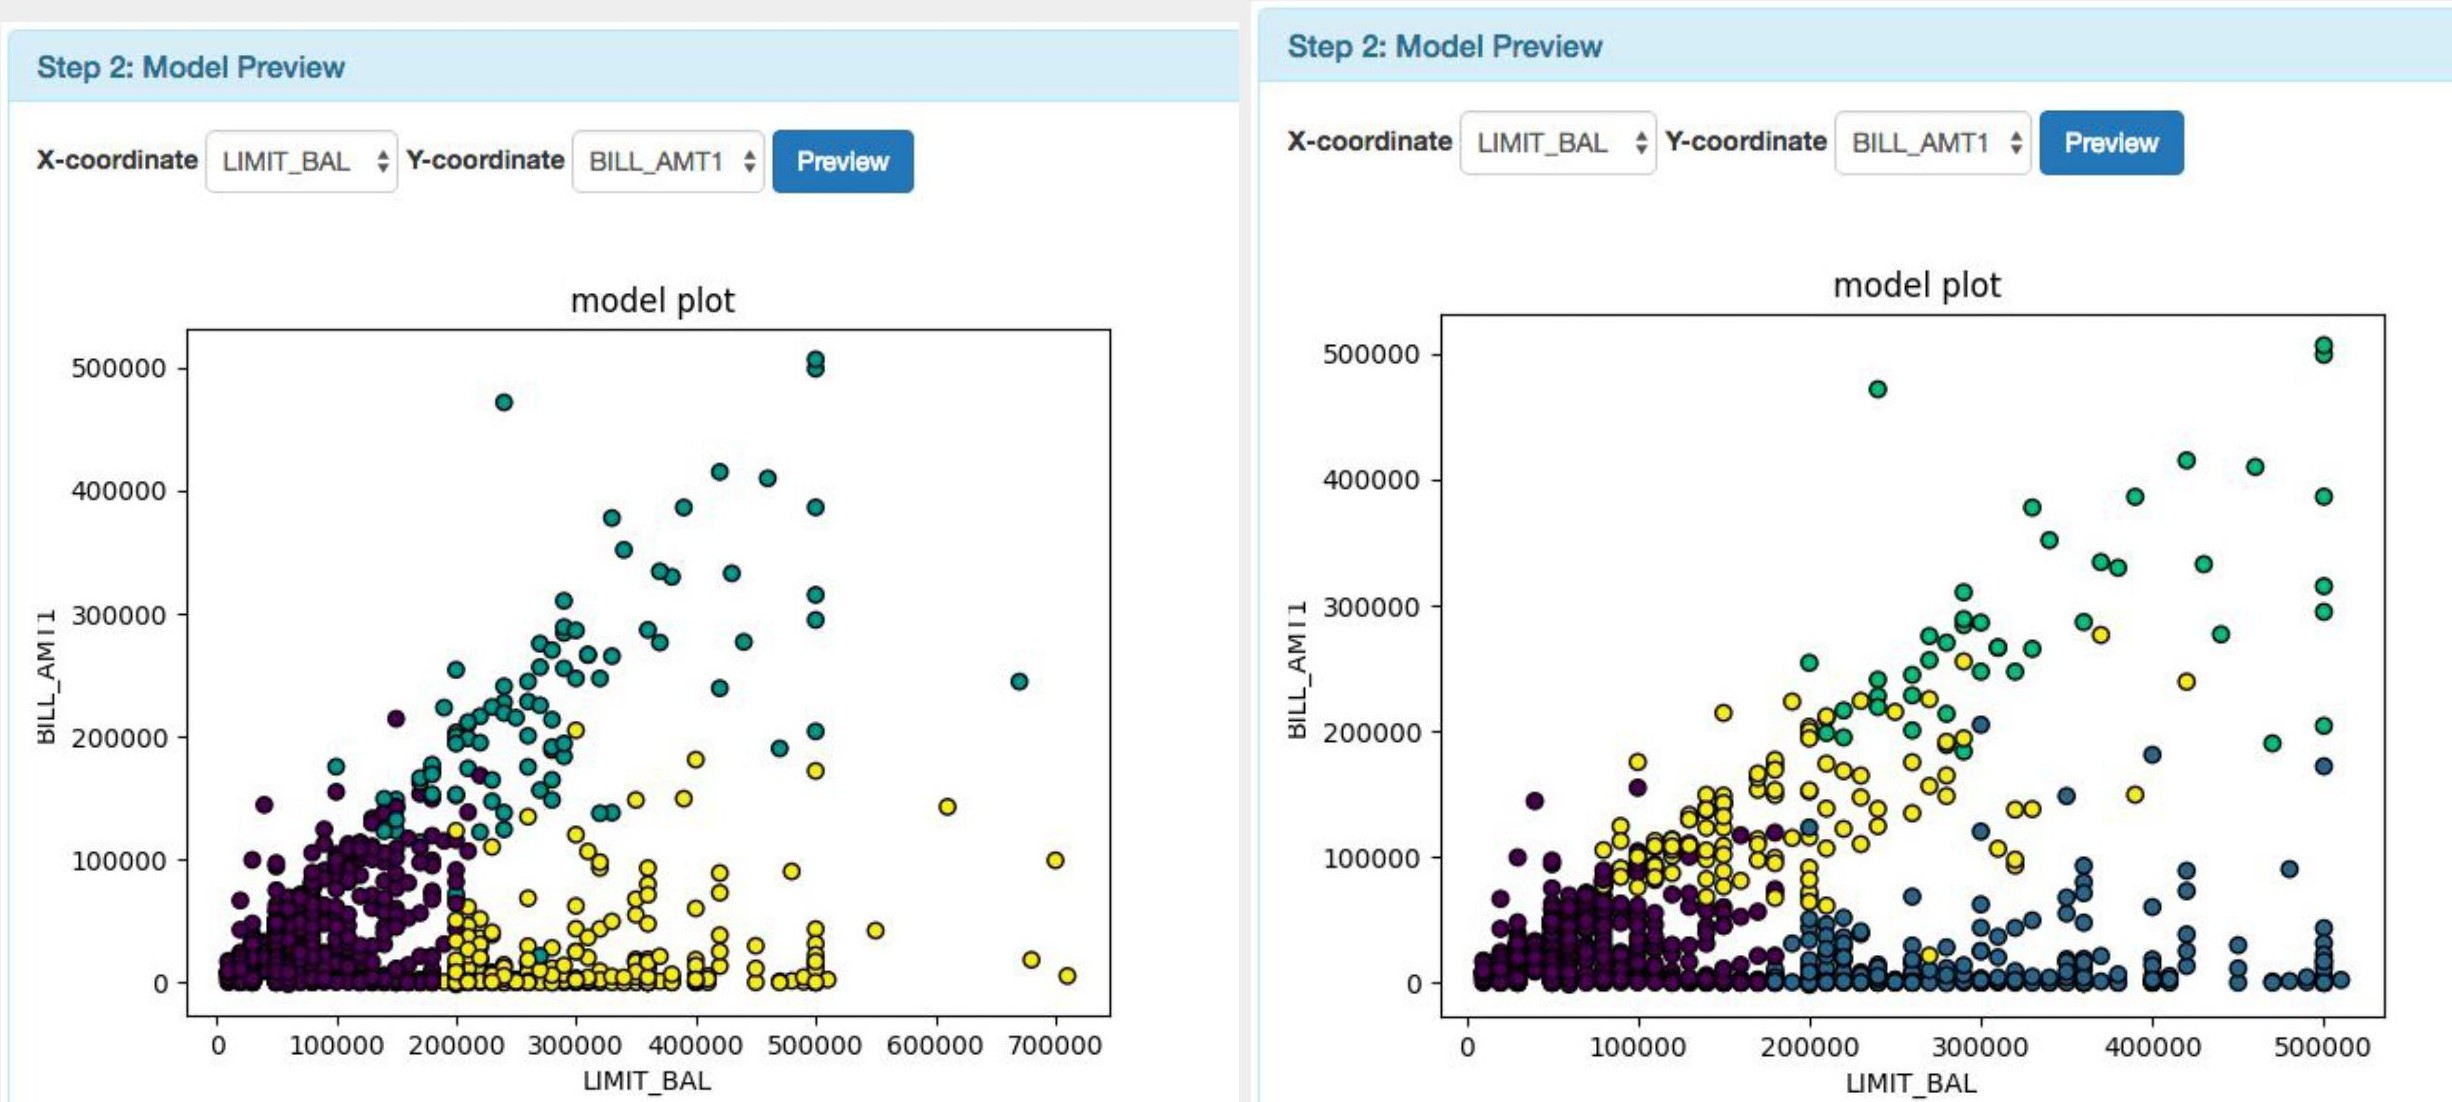 Step 2: Model Preview
X-coordinate LIMIT_BAL Y-coordinate BILL_AMT1 Preview
model plot
500000
400000
300000
200000
100000
0
BILL_AMT1
0 100000 200000 300000 400000 500000 600000 700000
LIMIT_BAL
Step 2: Model Preview
X-coordinate LIMIT_BAL Y-coordinate BILL_AMT1 Preview
model plot
500000
400000
300000
200000
100000
0
BILL_AMT1
0 100000 200000 300000 400000 500000
LIMIT_BAL